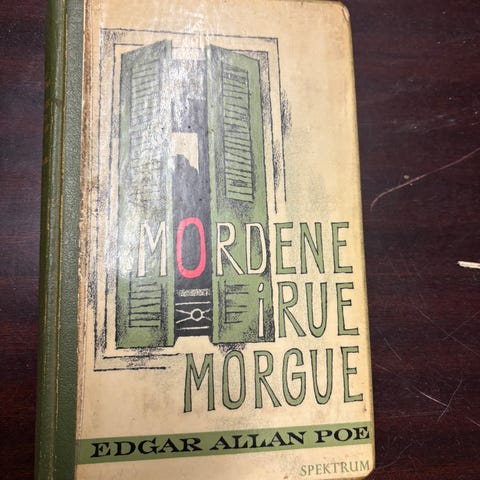 MORDENE
i RUE
MORGUE
EDGAR ALLAN POE
SPEKTRUM